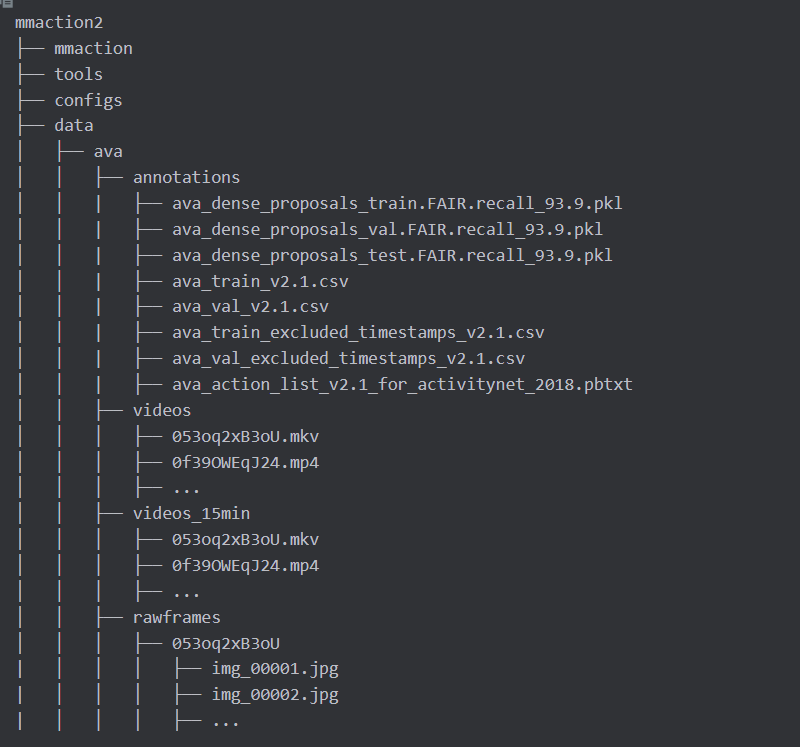 mmaction2
├── mmaction
├── tools
├── configs
├── data
│   ├── ava
│   │   ├── annotations
│   │   |   ├── ava_dense_proposals_train.FAIR.recall_93.9.pkl
│   │   |   ├── ava_dense_proposals_val.FAIR.recall_93.9.pkl
│   │   |   ├── ava_dense_proposals_test.FAIR.recall_93.9.pkl
│   │   |   ├── ava_train_v2.1.csv
│   │   |   ├── ava_val_v2.1.csv
│   │   |   ├── ava_train_excluded_timestamps_v2.1.csv
│   │   |   ├── ava_val_excluded_timestamps_v2.1.csv
│   │   |   ├── ava_action_list_v2.1_for_activitynet_2018.pbtxt
│   │   ├── videos
│   │   │   ├── 053oq2xB3oU.mkv
│   │   │   ├── 0f39OWEqJ24.mp4
│   │   │   ├── ...
│   │   ├── videos_15min
│   │   │   ├── 053oq2xB3oU.mkv
│   │   │   ├── 0f39OWEqJ24.mp4
│   │   │   ├── ...
│   │   ├── rawframes
│   │   │   ├── 053oq2xB3oU
|   │   │   │   ├── img_00001.jpg
|   │   │   │   ├── img_00002.jpg
|   │   │   │   ├── ...